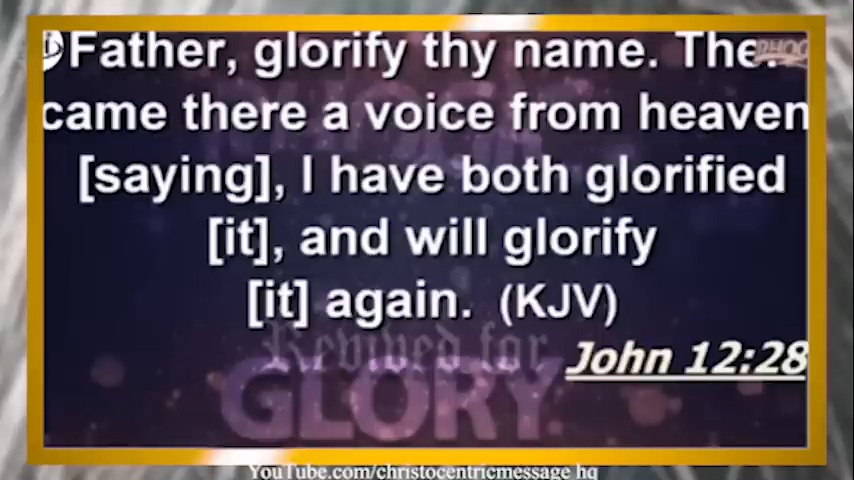 Father, glorify thy name. The
came there a voice from heaven
[saying], I have both glorified
[it], and will glorify
[it] again. (KJV)
Revived for
John 12:28
GLORY
YouTube.com/christocentricmessage hq